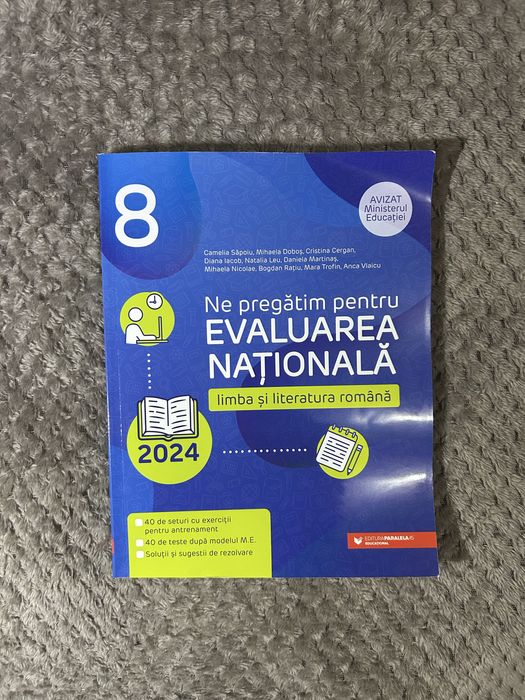 8
AVIZAT
Ministerul
Educației
Camelia Săpoiu, Mihaela Doboș, Cristina Cergan,
Diana Iacob, Natalia Leu, Daniela Martinaș,
Mihaela Nicolae, Bogdan Rațiu, Mara Trofin, Anca Vlaicu
Ne pregătim pentru
EVALUAREA
NAȚIONALĂ
limba și literatura română
2024
40 de seturi cu exerciții
pentru antrenament
40 de teste după modelul M.E.
Soluții și sugestii de rezolvare
EDITURA PARALELA 45
EDUCAȚIONAL